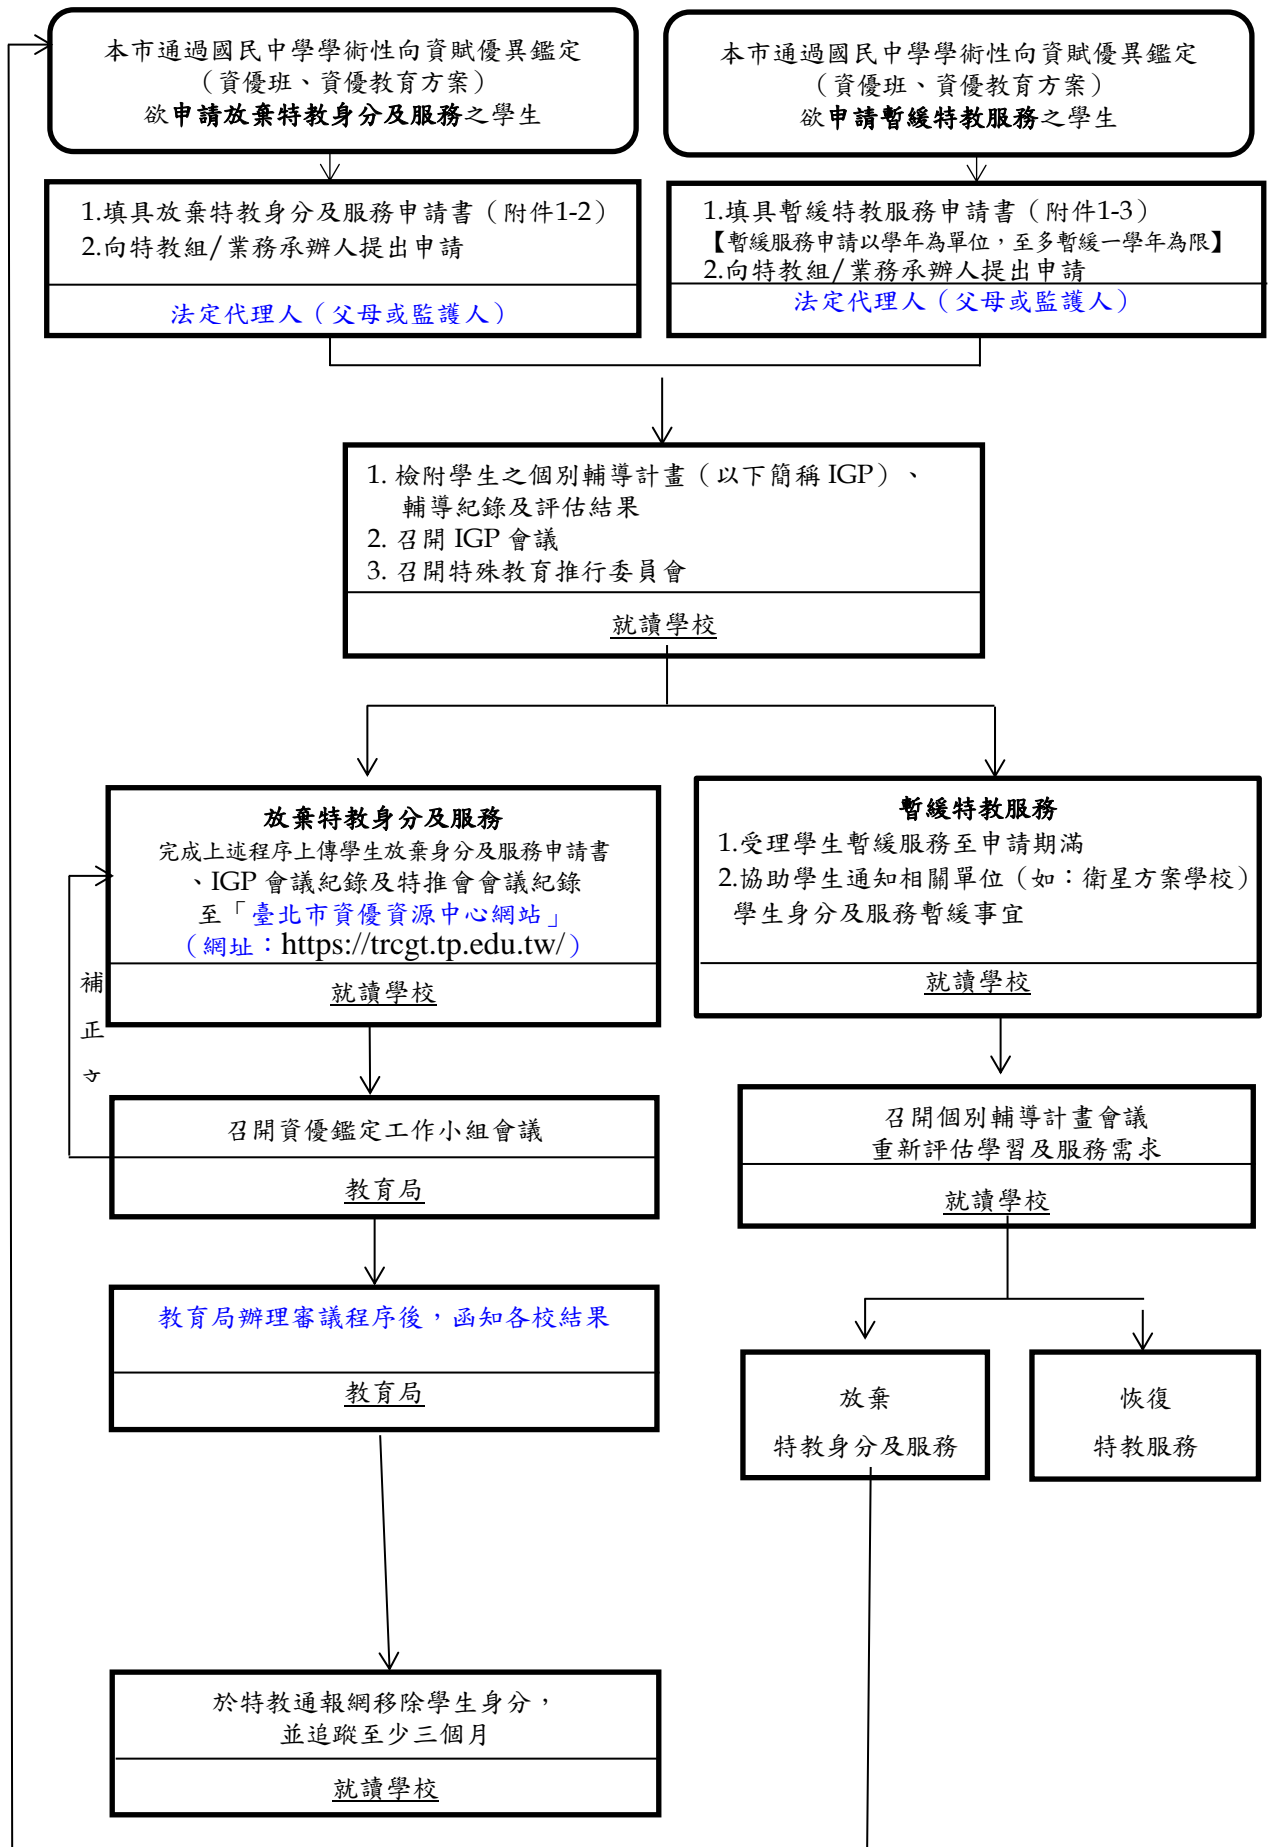 本市通過國民中學學術性向資賦優異鑑定
（資優班、資優教育方案）
欲申請放棄特教身分及服務之學生
本市通過國民中學學術性向資賦優異鑑定
（資優班、資優教育方案）
欲申請暫緩特教服務之學生
1.填具放棄特教身分及服務申請書（附件1-2）
2.向特教組/業務承辦人提出申請
法定代理人（父母或監護人）
1.填具暫緩特教服務申請書（附件1-3）
【暫緩服務申請以學年為單位，至多暫緩一學年為限】
2.向特教組/業務承辦人提出申請
法定代理人（父母或監護人）
1. 檢附學生之個別輔導計畫（以下簡稱 IGP）、
輔導紀錄及評估結果
2. 召開 IGP 會議
3. 召開特殊教育推行委員會
就讀學校
放棄特教身分及服務
完成上述程序上傳學生放棄身分及服務申請書
、IGP 會議紀錄及特推會會議紀錄
至「臺北市資優資源中心網站」
（網址：https://trcgt.tp.edu.tw/）
就讀學校
暫緩特教服務
1.受理學生暫緩服務至申請期滿
2.協助學生通知相關單位（如：衛星方案學校）
學生身分及服務暫緩事宜
就讀學校
補
正
召開資優鑑定工作小組會議
教育局
召開個別輔導計畫會議
重新評估學習及服務需求
就讀學校
教育局辦理審議程序後，函知各校結果
教育局
放棄
特教身分及服務
恢復
特教服務
於特教通報網移除學生身分，
並追蹤至少三個月
就讀學校